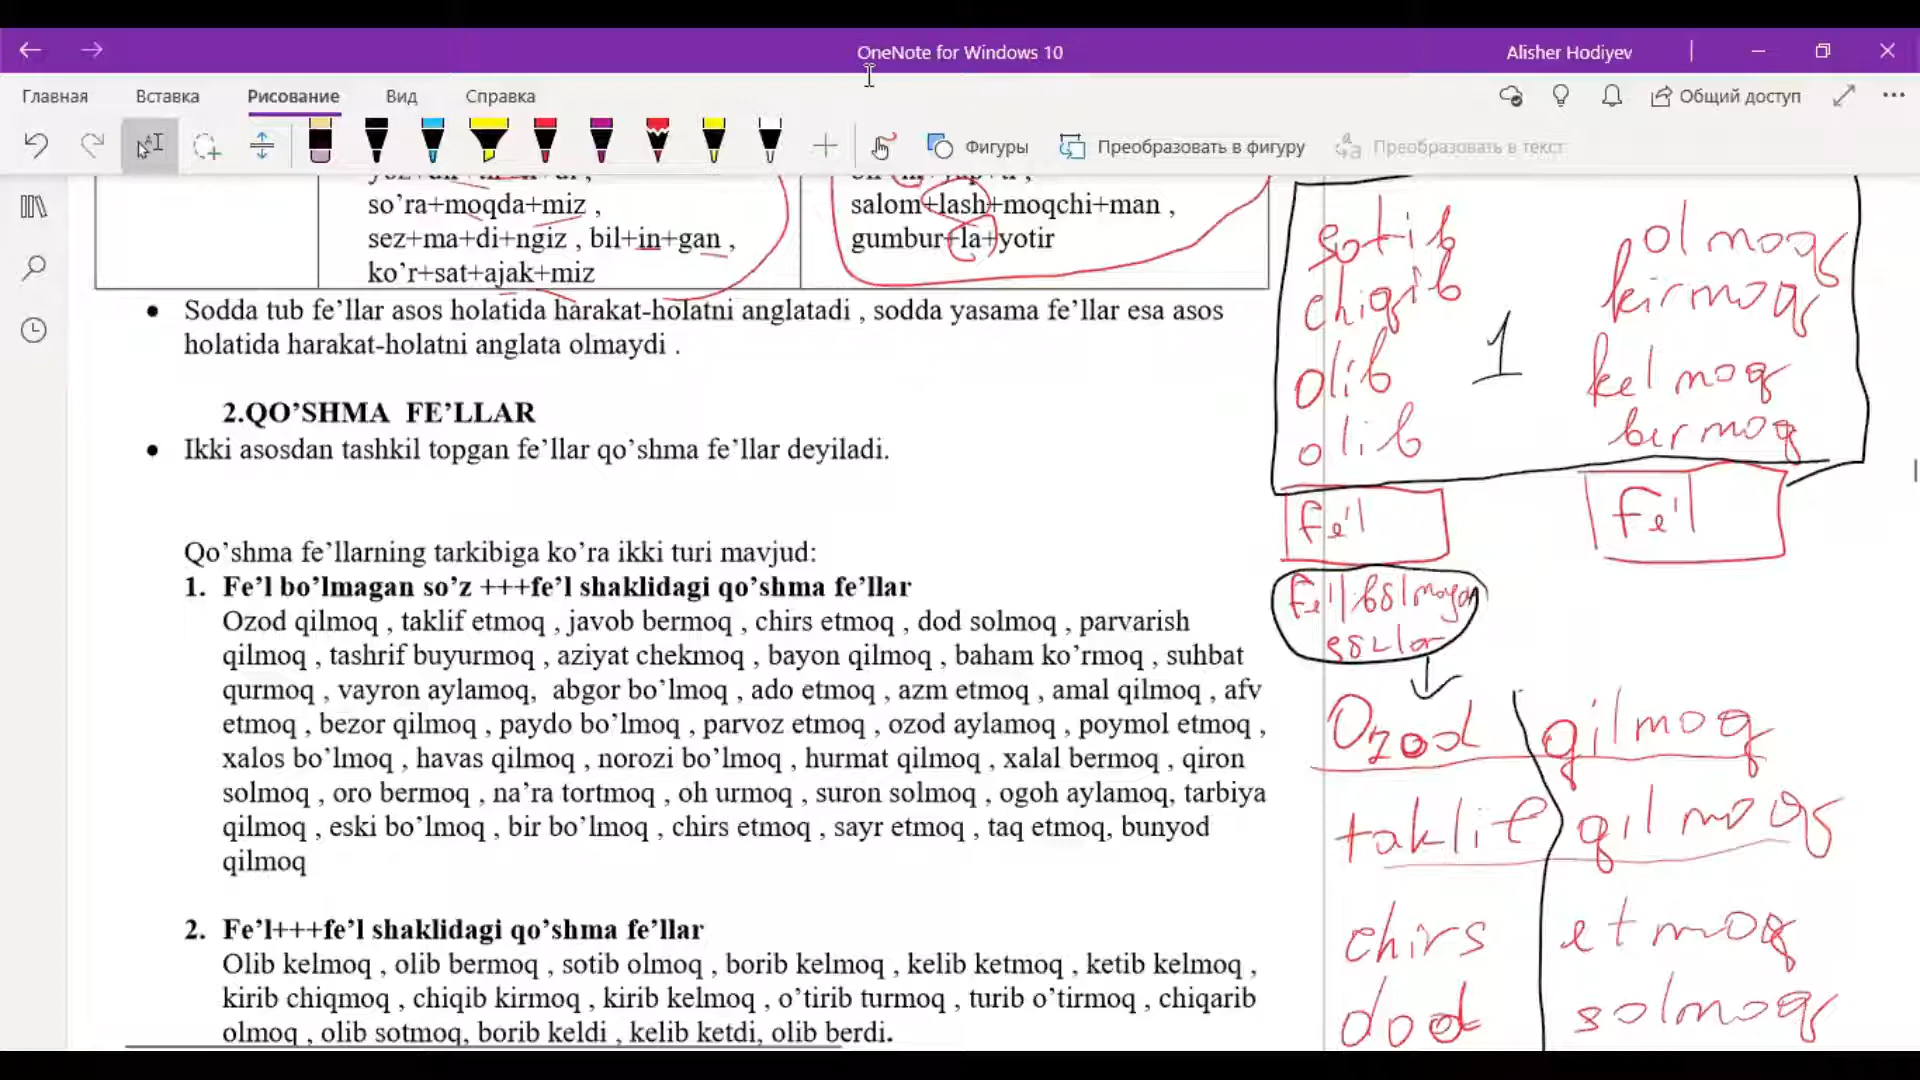 OneNote for Windows 10
Alisher Hodiyev
Главная Вставка Рисование Вид Справка
Общий доступ
Фигуры Преобразовать в фигуру Преобразовать в текст
so’ra+moqda+miz ,
sez+ma+di+ngiz , bil+in+gan ,
ko’r+sat+ajak+miz
salom+lash+moqchi+man ,
gumbur+la+yotir
• Sodda tub fe’llar asos holatida harakat-holatni anglatadi , sodda yasama fe’llar esa asos
holatida harakat-holatni anglata olmaydi .
2.QO’SHMA FE’LLAR
• Ikki asosdan tashkil topgan fe’llar qo’shma fe’llar deyiladi.
Qo’shma fe’llarning tarkibiga ko’ra ikki turi mavjud:
1. Fe’l bo’lmagan so’z +++fe’l shaklidagi qo’shma fe’llar
Ozod qilmoq , taklif etmoq , javob bermoq , chirs etmoq , dod solmoq , parvarish
qilmoq , tashrif buyurmoq , aziyat chekmoq , bayon qilmoq , baham ko’rmoq , suhbat
qurmoq , vayron aylamoq, abgor bo’lmoq , ado etmoq , azm etmoq , amal qilmoq , afv
etmoq , bezor qilmoq , paydo bo’lmoq , parvoz etmoq , ozod aylamoq , poymol etmoq ,
xalos bo’lmoq , havas qilmoq , norozi bo’lmoq , hurmat qilmoq , xalal bermoq , qiron
solmoq , oro bermoq , na’ra tortmoq , oh urmoq , suron solmoq , ogoh aylamoq, tarbiya
qilmoq , eski bo’lmoq , bir bo’lmoq , chirs etmoq , sayr etmoq , taq etmoq, bunyod
qilmoq
2. Fe’l+++fe’l shaklidagi qo’shma fe’llar
Olib kelmoq , olib bermoq , sotib olmoq , borib kelmoq , kelib ketmoq , ketib kelmoq ,
kirib chiqmoq , chiqib kirmoq , kirib kelmoq , o’tirib turmoq , turib o’tirmoq , chiqarib
olmoq , olib sotmoq, borib keldi , kelib ketdi, olib berdi.
sotib olmoq
chiqib kirmoq
1
olib kelmoq
olib bermoq
Fe'l Fe'l
Fe'l
Ozod qilmoq
taklif qilmoq
chirs etmoq
dod solmoq